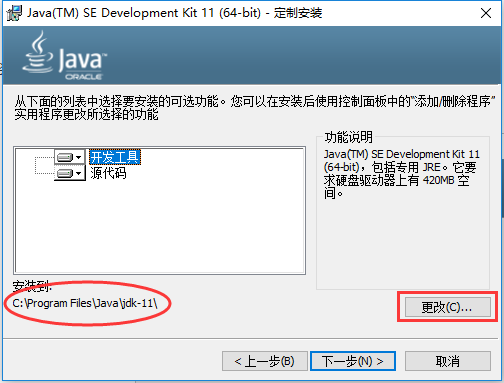 Java(TM) SE Development Kit 11 (64-bit) - 定制安装
Java
ORACLE
从下面的列表中选择要安装的可选功能。您可以在安装后使用控制面板中的“添加/删除程序”
实用程序更改所选择的功能
开发工具
源代码
功能说明
Java(TM) SE Development Kit 11
(64-bit)，包括专用 JRE。它要
求硬盘驱动器上有 420MB 空
间。
安装到:
C:\Program Files\Java\jdk-11\
更改(C)...
< 上一步(B)
下一步(N) >
取消